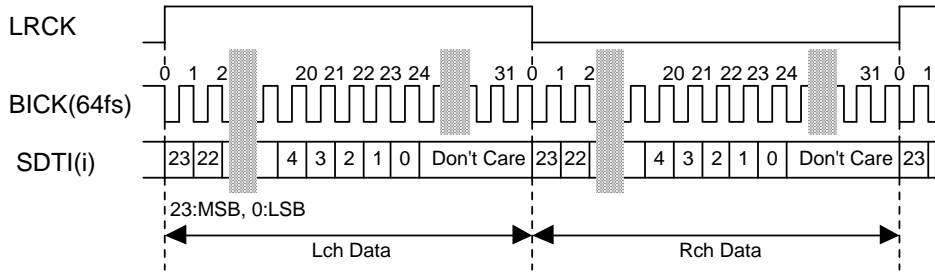 LRCK
0 1 2 20 21 22 23 24 31 0 1 2 20 21 22 23 24 31 0 1
BICK(64fs)
SDTI(i) 23 22 4 3 2 1 0 Don't Care 23 22 4 3 2 1 0 Don't Care 23
23:MSB, 0:LSB
Lch Data Rch Data